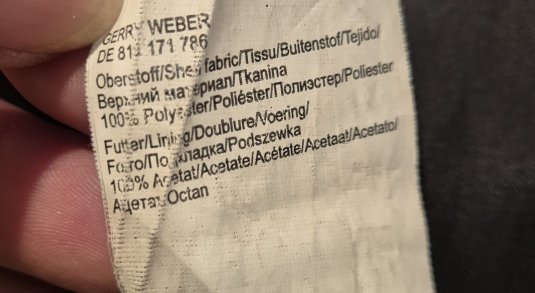 GERRY WEBER
DE 811 171 786
Oberstoff/Shell fabric/Tissu/Buitenstof/Tejido/
Верхний материал/Tkanina
100% Polyester/Poliéster/Полиэстер/Poliester
Futter/Lining/Doublure/Voering/
Forro/Подкладка/Podszewka
100% Acetat/Acetate/Acétate/Acetaat/Acetato/
Ацетат/Octan